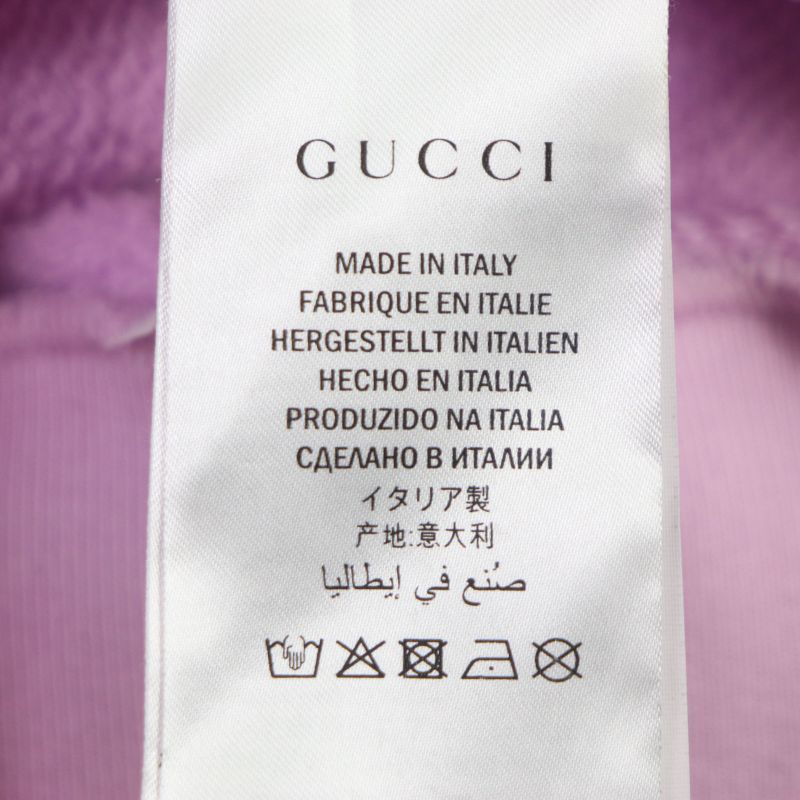 GUCCI
MADE IN ITALY
FABRIQUE EN ITALIE
HERGESTELLT IN ITALIEN
HECHO EN ITALIA
PRODUZIDO NA ITALIA
СДЕЛАНО В ИТАЛИИ
イタリア製
产地:意大利
صُنع في إيطاليا